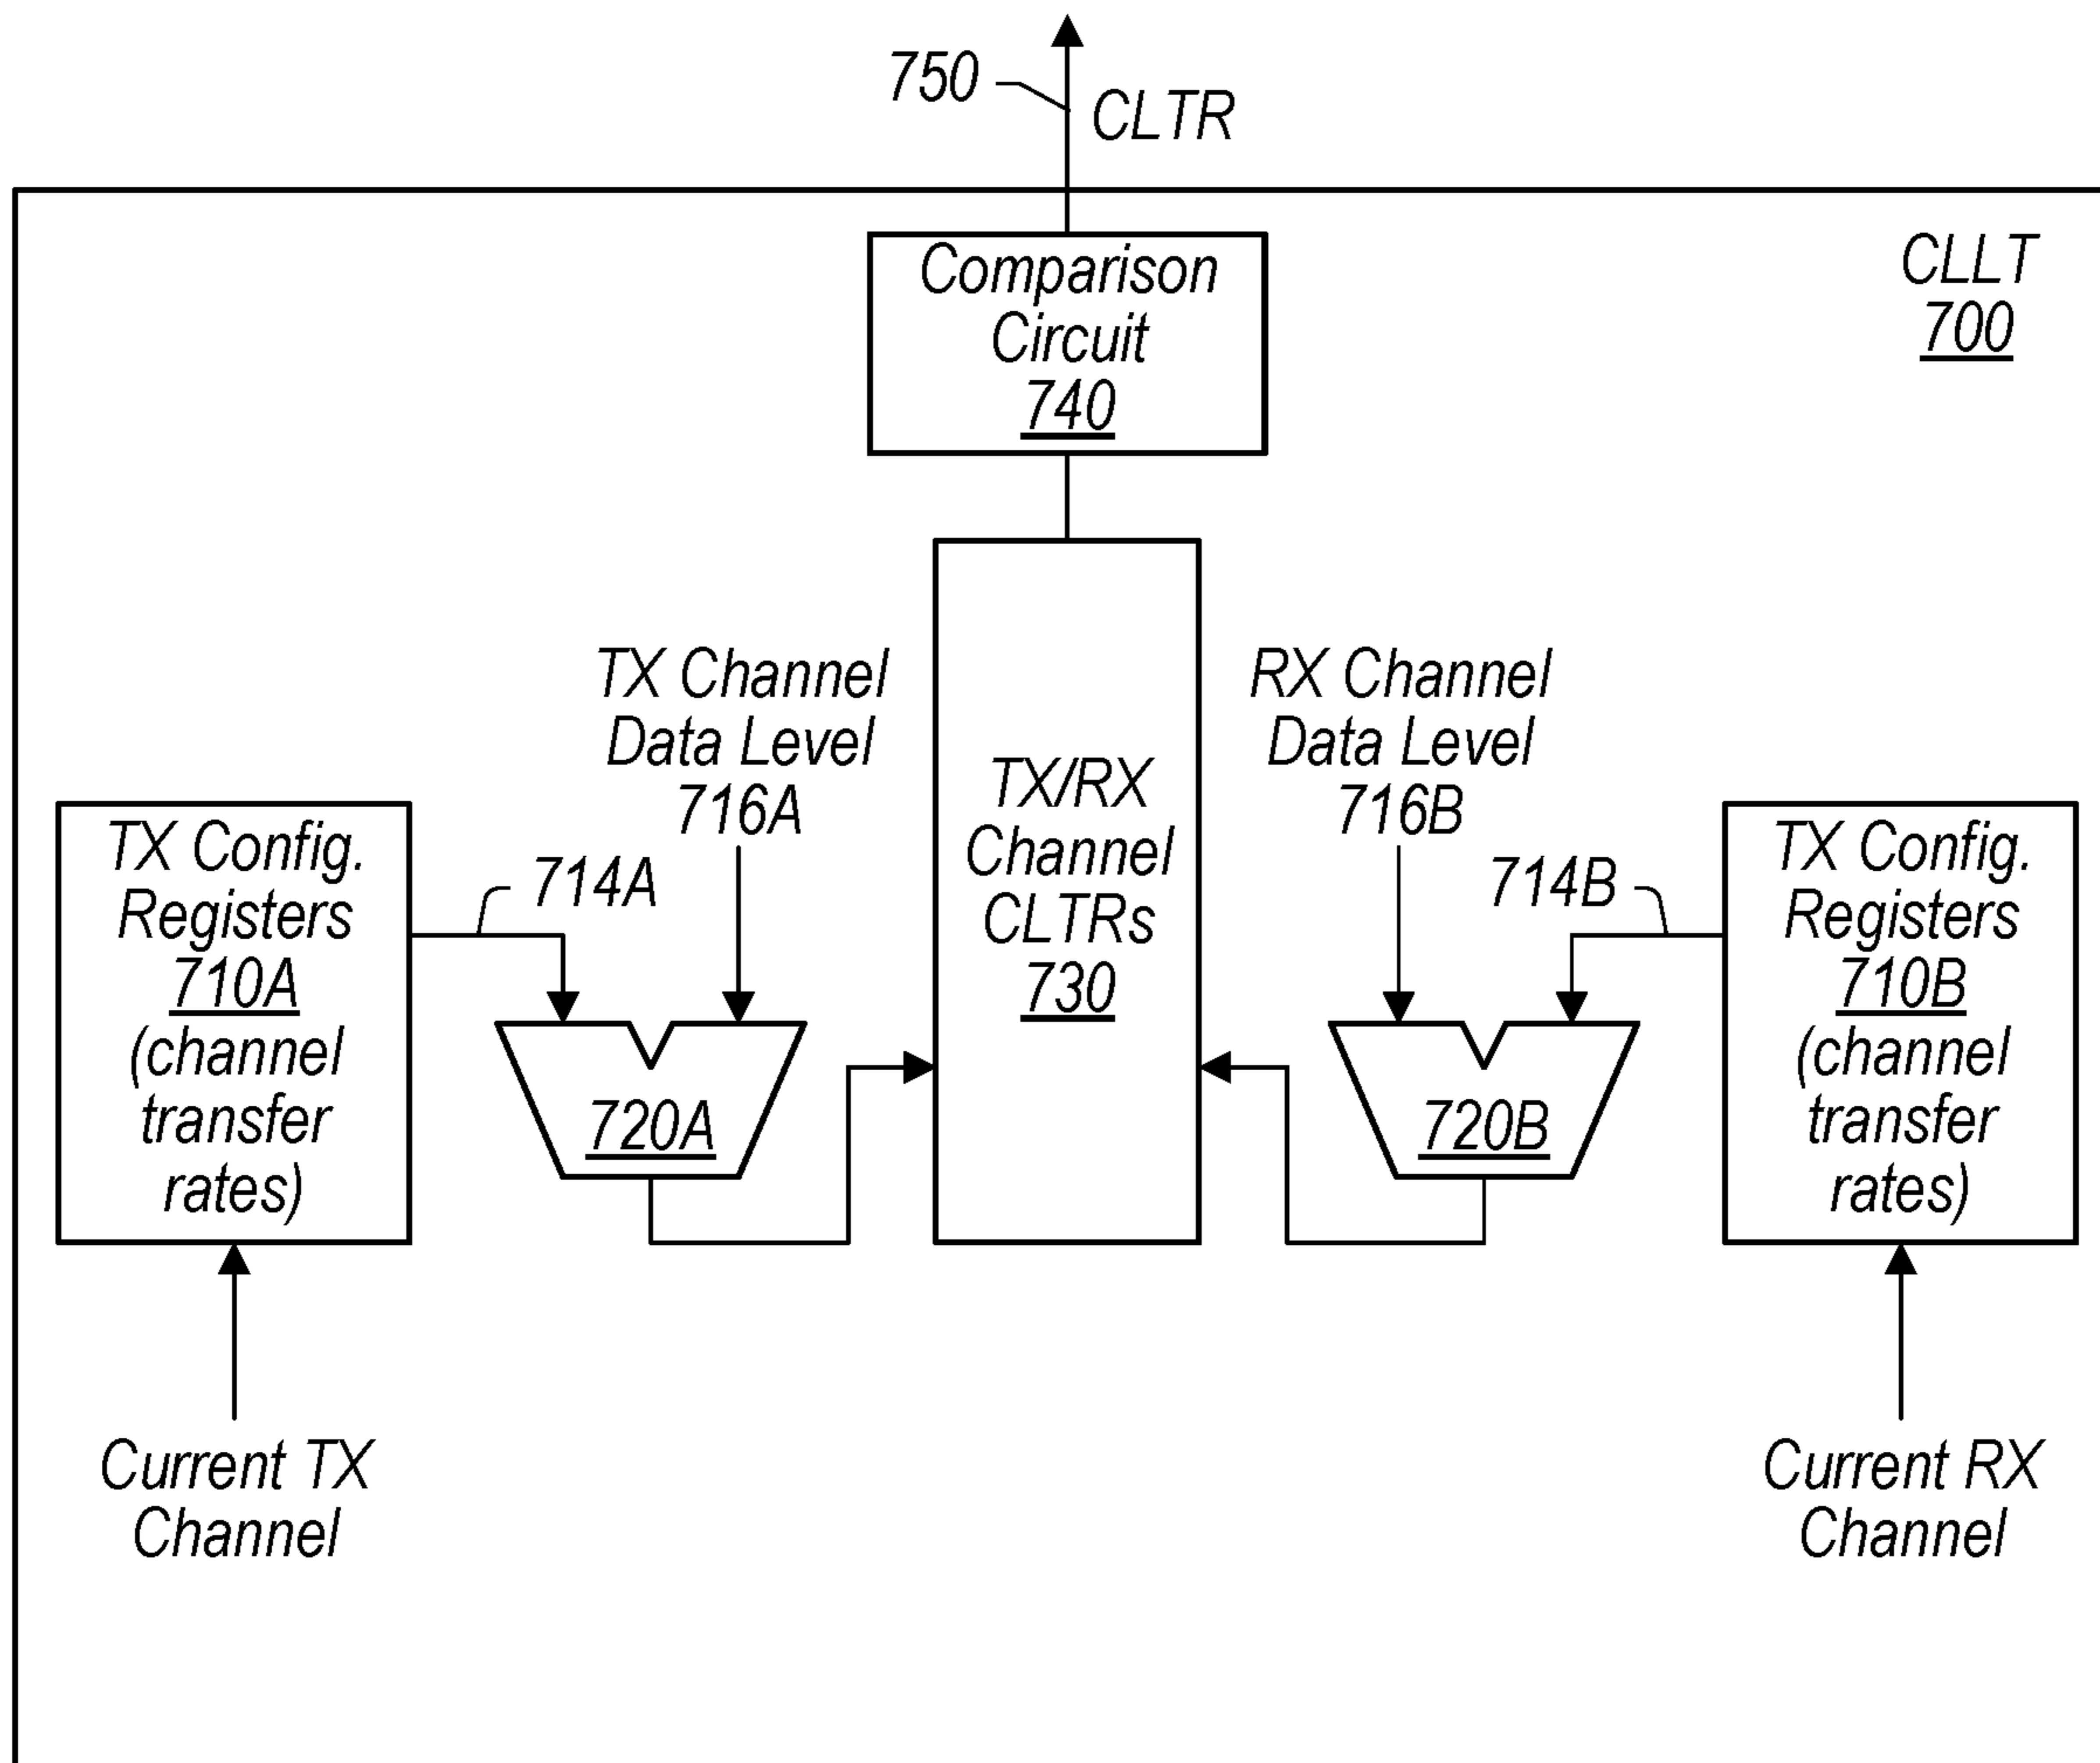 750
CLTR
CLLT
700
Comparison
Circuit
740
TX Channel
Data Level
716A
RX Channel
Data Level
716B
TX/RX
Channel
CLTRs
730
TX Config.
Registers
710A
(channel
transfer
rates)
714A
714B
TX Config.
Registers
710B
(channel
transfer
rates)
720A
720B
Current TX
Channel
Current RX
Channel